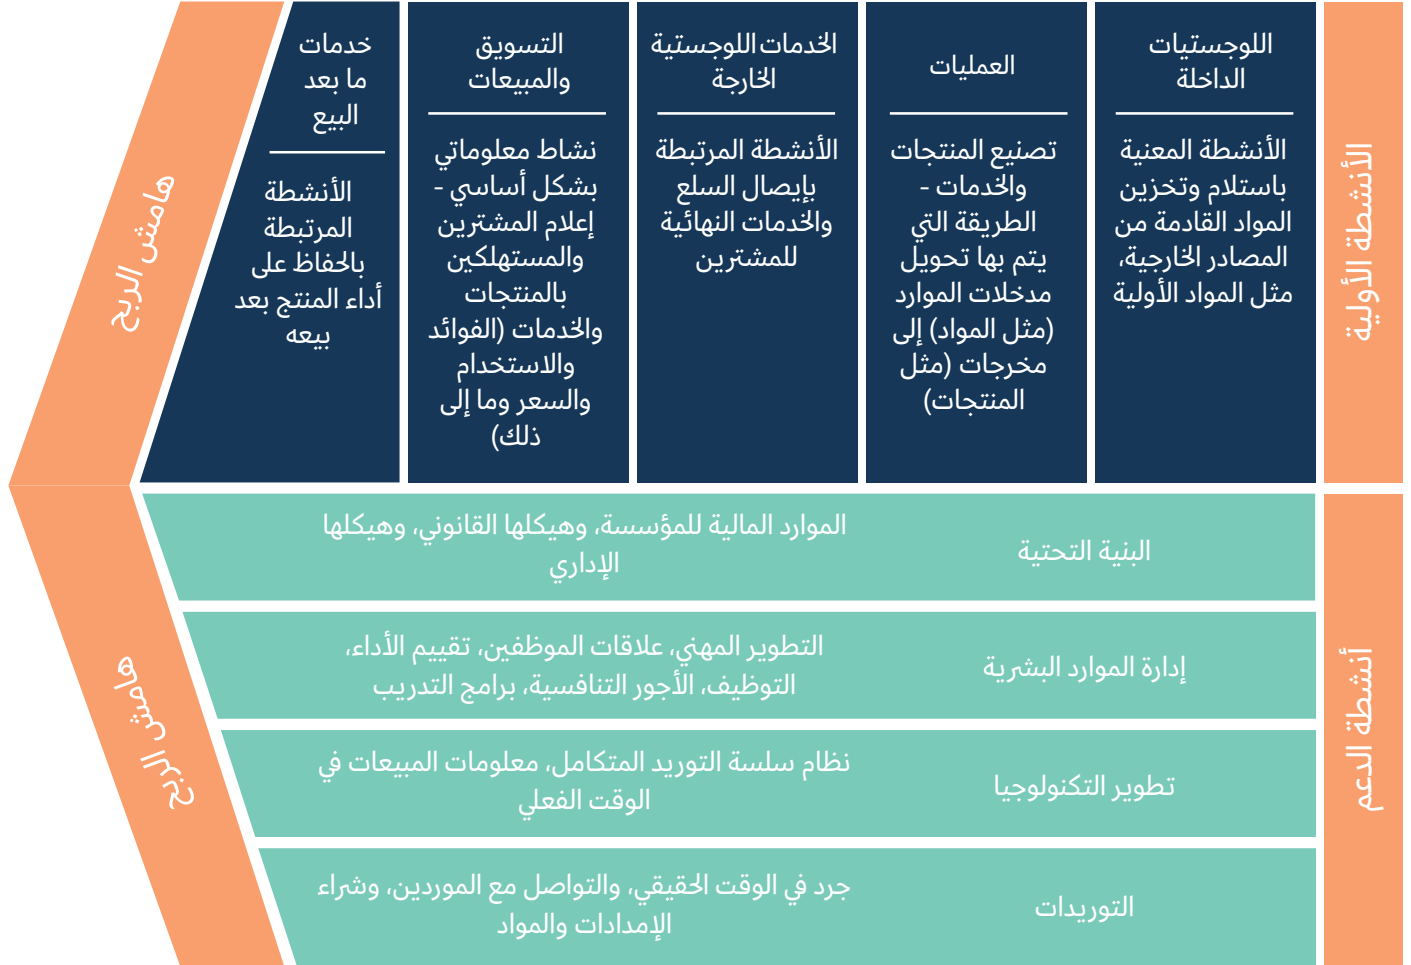 الأنشطة الأولية
اللوجستيات
الداخلة
الأنشطة المعنية
باستلام وتخزين
المواد القادمة من
المصادر الخارجية،
مثل المواد الأولية
العمليات
تصنيع المنتجات
والخدمات -
الطريقة التي
يتم بها تحويل
مدخلات الموارد
(مثل المواد) إلى
مخرجات (مثل
المنتجات)
الخدمات اللوجستية
الخارجة
الأنشطة المرتبطة
بإيصال السلع
والخدمات النهائية
للمشترين
التسويق
والمبيعات
نشاط معلوماتي
بشكل أساسي -
إعلام المشترين
والمستهلكين
بالمنتجات
والخدمات (الفوائد
والاستخدام
والسعر وما إلى
ذلك)
خدمات
ما بعد
البيع
الأنشطة
المرتبطة
بالحفاظ على
أداء المنتج بعد
بيعه
هامش الربح
أنشطة الدعم
البنية التحتية
الموارد المالية للمؤسسة، وهيكلها القانوني، وهيكلها
الإداري
إدارة الموارد البشرية
التطوير المهني، علاقات الموظفين، تقييم الأداء،
التوظيف، الأجور التنافسية، برامج التدريب
تطوير التكنولوجيا
نظام سلسة التوريد المتكامل، معلومات المبيعات في
الوقت الفعلي
التوريدات
جرد في الوقت الحقيقي، والتواصل مع الموردين، وشراء
الإمدادات والمواد
هامش الربح